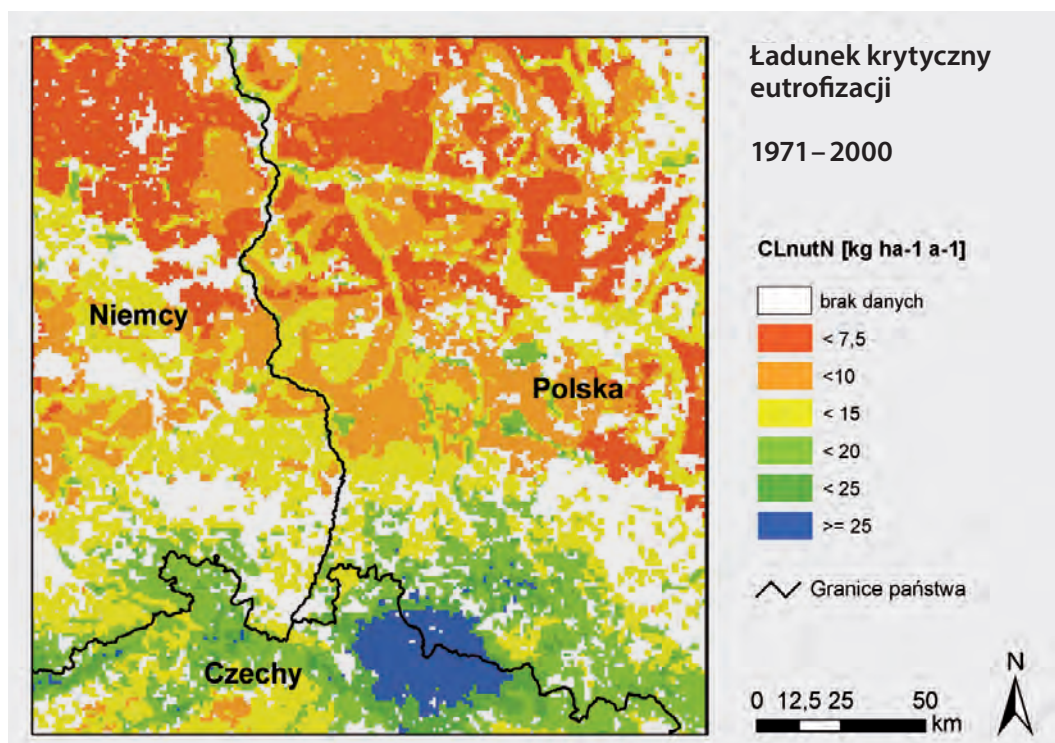 Ładunek krytyczny
eutrofizacji
1971–2000
CLnutN [kg ha-1 a-1]
brak danych
< 7,5
<10
< 15
< 20
< 25
>= 25
Granice państwa
Niemcy
Polska
Czechy
N
0 12,5 25 50
km